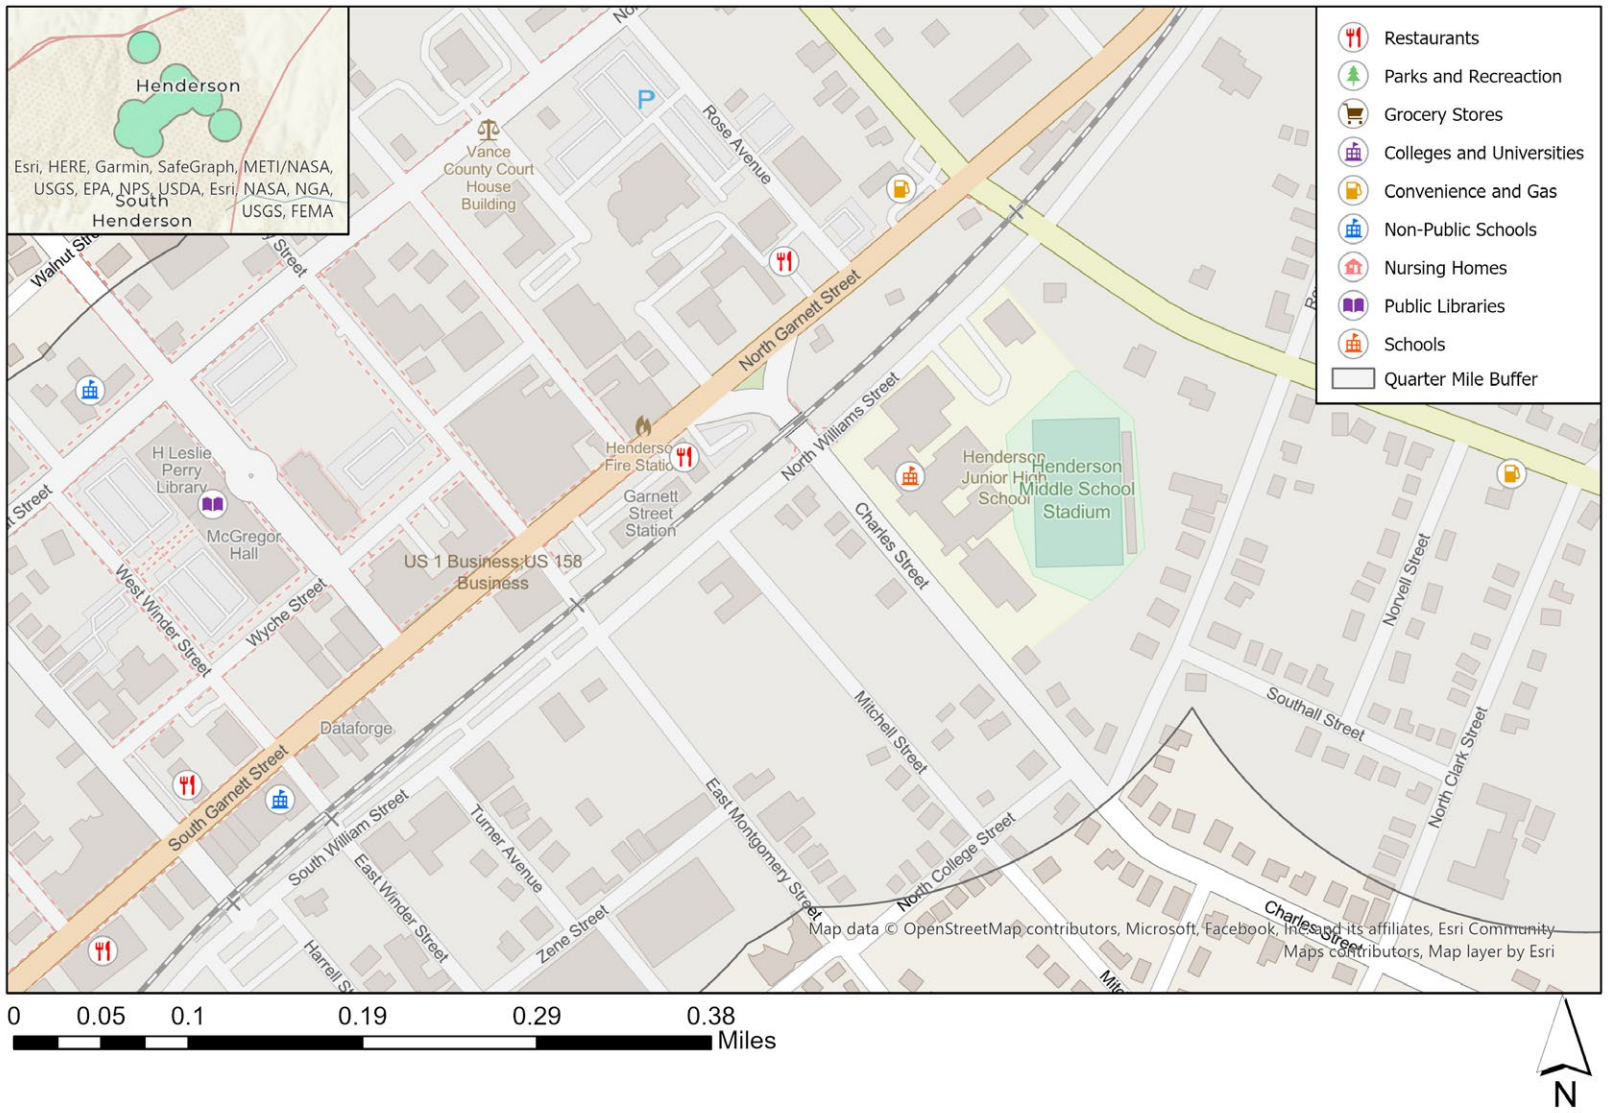 Henderson
Esri, HERE, Garmin, SafeGraph, METI/NASA,
USGS, EPA, NPS, USDA, Esri, NASA, NGA,
USGS, FEMA
South
Henderson
Restaurants
Parks and Recreaction
Grocery Stores
Colleges and Universities
Convenience and Gas
Non-Public Schools
Nursing Homes
Public Libraries
Schools
Quarter Mile Buffer
P
Rose Avenue
Vance
County Court
House
Building
Walnut
Street
North Garnett Street
North Williams Street
Henderson
Fire Station
Garnett
Street
Station
H Leslie
Perry
Library
McGregor
Hall
Street
West Winder Street
Wyche Street
US 1 Business;US 158
Business
Henderson
Junior High
School
Henderson
Middle School
Stadium
Charles Street
Norvell Street
Southall Street
North Clark Street
Mitchell Street
Dataforge
South Garnett Street
South William Street
Turner Avenue
East Montgomery Street
North College Street
East Winder Street
Zene Street
Harrell
Charles Street
Map data © OpenStreetMap contributors, Microsoft, Facebook, Inc. and its affiliates, Esri Community
Maps contributors, Map layer by Esri
0 0.05 0.1 0.19 0.29 0.38
Miles
N